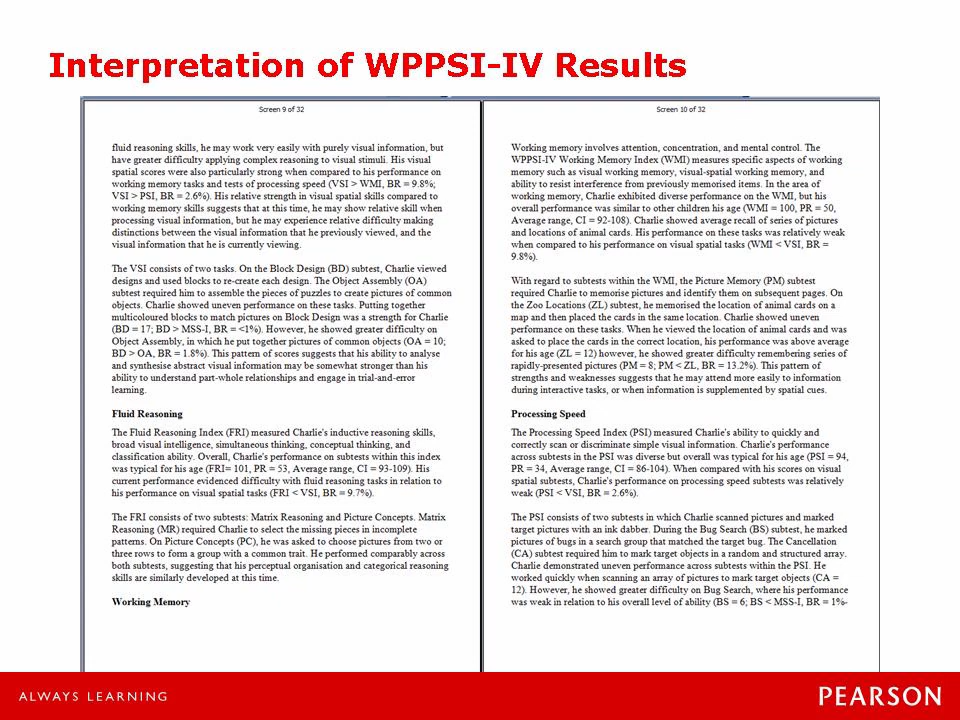 Interpretation of WPPSI-IV Results
Screen 9 of 32
fluid reasoning skills, he may work very easily with purely visual information, but
have greater difficulty applying complex reasoning to visual stimuli. His visual
spatial scores were also particularly strong when compared to his performance on
working memory tasks and tests of processing speed (VSI > WMI, BR = 9.8%;
VSI > PSI, BR = 2.6%). His relative strength in visual spatial skills compared to
working memory skills suggests that at this time, he may show relative skill when
processing visual information, but he may experience relative difficulty making
distinctions between the visual information that he previously viewed, and the
visual information that he is currently viewing.
The VSI consists of two tasks. On the Block Design (BD) subtest, Charlie viewed
designs and used blocks to re-create each design. The Object Assembly (OA)
subtest required him to assemble the pieces of puzzles to create pictures of common
objects. Charlie showed uneven performance on these tasks. Putting together
multicoloured blocks to match pictures on Block Design was a strength for Charlie
(BD = 17; BD > MSS-I, BR = <1%). However, he showed greater difficulty on
Object Assembly, in which he put together pictures of common objects (OA = 10;
BD > OA, BR = 1.8%). This pattern of scores suggests that his ability to analyse
and synthesise abstract visual information may be somewhat stronger than his
ability to understand part-whole relationships and engage in trial-and-error
learning.
Fluid Reasoning
The Fluid Reasoning Index (FRI) measured Charlie's inductive reasoning skills,
broad visual intelligence, simultaneous thinking, conceptual thinking, and
classification ability. Overall, Charlie's performance on subtests within this index
was typical for his age (FRI= 101, PR = 53, Average range, CI = 93-109). His
current performance evidenced difficulty with fluid reasoning tasks in relation to
his performance on visual spatial tasks (FRI < VSI, BR = 9.7%).
The FRI consists of two subtests: Matrix Reasoning and Picture Concepts. Matrix
Reasoning (MR) required Charlie to select the missing pieces in incomplete
patterns. On Picture Concepts (PC), he was asked to choose pictures from two or
three rows to form a group with a common trait. He performed comparably across
both subtests, suggesting that his perceptual organisation and categorical reasoning
skills are similarly developed at this time.
Working Memory
Screen 10 of 32
Working memory involves attention, concentration, and mental control. The
WPPSI-IV Working Memory Index (WMI) measures specific aspects of working
memory such as visual working memory, visual-spatial working memory, and
ability to resist interference from previously memorised items. In the area of
working memory, Charlie exhibited diverse performance on the WMI, but his
overall performance was similar to other children his age (WMI = 100, PR = 50,
Average range, CI = 92-108). Charlie showed average recall of series of pictures
and locations of animal cards. His performance on these tasks was relatively weak
when compared to his performance on visual spatial tasks (WMI < VSI, BR =
9.8%).
With regard to subtests within the WMI, the Picture Memory (PM) subtest
required Charlie to memorise pictures and identify them on subsequent pages. On
the Zoo Locations (ZL) subtest, he memorised the location of animal cards on a
map and then placed the cards in the same location. Charlie showed uneven
performance on these tasks. When he viewed the location of animal cards and was
asked to place the cards in the correct location, his performance was above average
for his age (ZL = 12) however, he showed greater difficulty remembering series of
rapidly-presented pictures (PM = 8; PM < ZL, BR = 13.2%). This pattern of
strengths and weaknesses suggests that he may attend more easily to information
during interactive tasks, or when information is supplemented by spatial cues.
Processing Speed
The Processing Speed Index (PSI) measured Charlie's ability to quickly and
correctly scan or discriminate simple visual information. Charlie's performance
across subtests in the PSI was diverse but overall was typical for his age (PSI = 94,
PR = 34, Average range, CI = 86-104). When compared with his scores on visual
spatial subtests, Charlie's performance on processing speed subtests was relatively
weak (PSI < VSI, BR = 2.6%).
The PSI consists of two subtests in which Charlie scanned pictures and marked
target pictures with an ink dabber. During the Bug Search (BS) subtest, he marked
pictures of bugs in a search group that matched the target bug. The Cancellation
(CA) subtest required him to mark target objects in a random and structured array.
Charlie demonstrated uneven performance across subtests within the PSI. He
worked quickly when scanning an array of pictures to mark target objects (CA =
12). However, he showed greater difficulty on Bug Search, where his performance
was weak in relation to his overall level of ability (BS = 6; BS < MSS-I, BR = 1%-
ALWAYS LEARNING
PEARSON